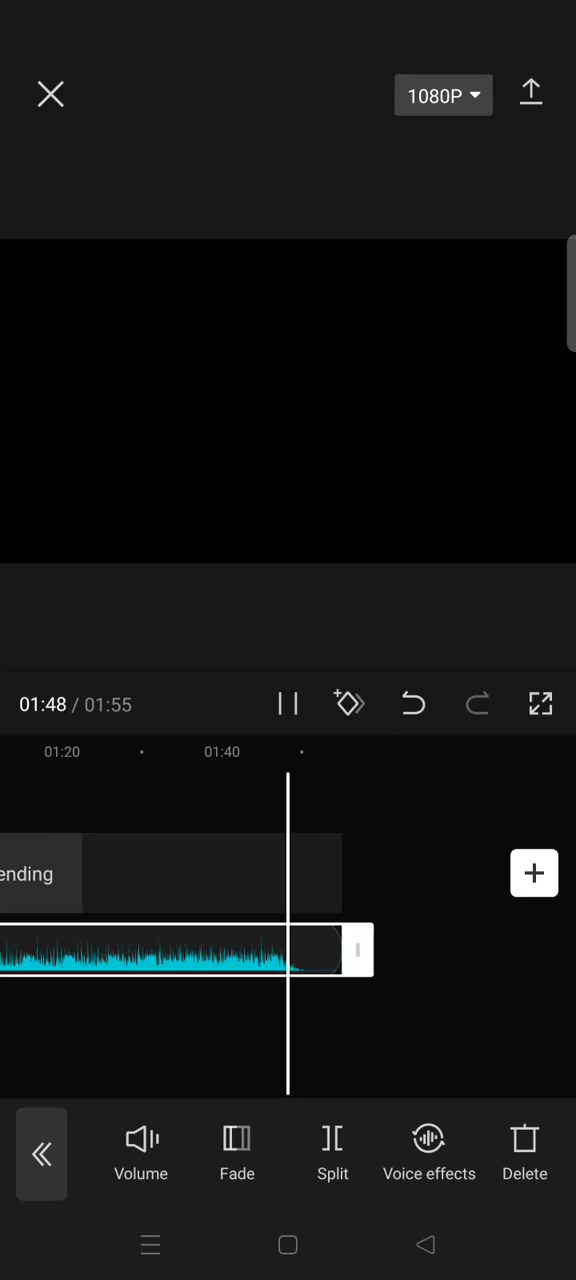 1080P
01:48 / 01:55
01:20
01:40
ending
Volume
Fade
Split
Voice effects
Delete